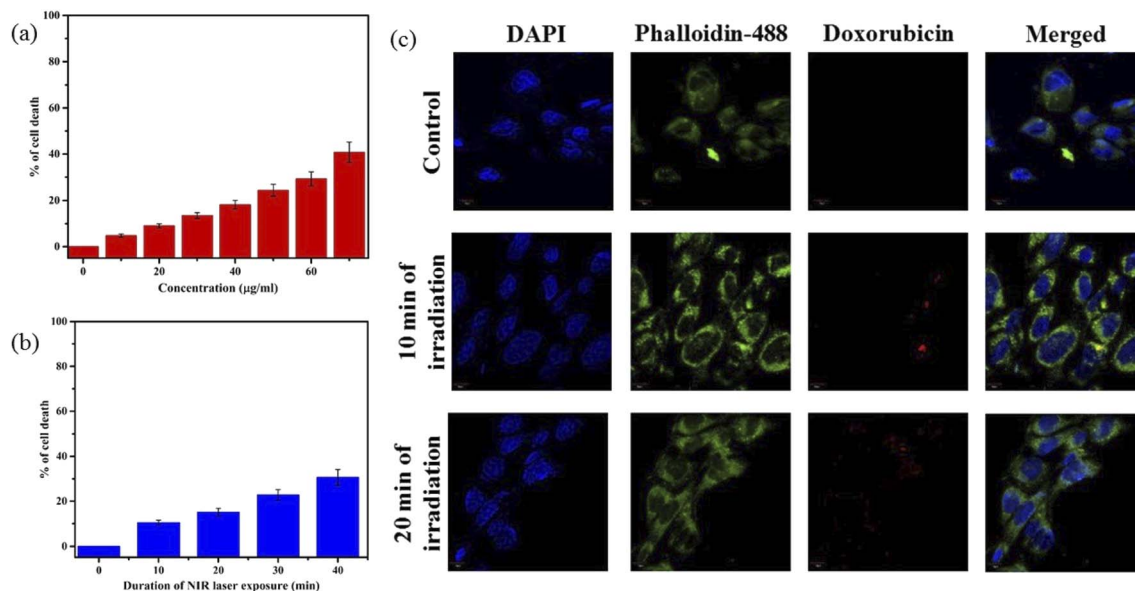 (a)
100
80
60
40
20
0
% of cell death
0 20 40 60
Concentration (μg/ml)
(b)
100
80
60
40
20
0
% of cell death
0 10 20 30 40
Duration of NIR laser exposure (min)
(c)
DAPI Phalloidin-488 Doxorubicin Merged
Control
10 min of
irradiation
20 min of
irradiation